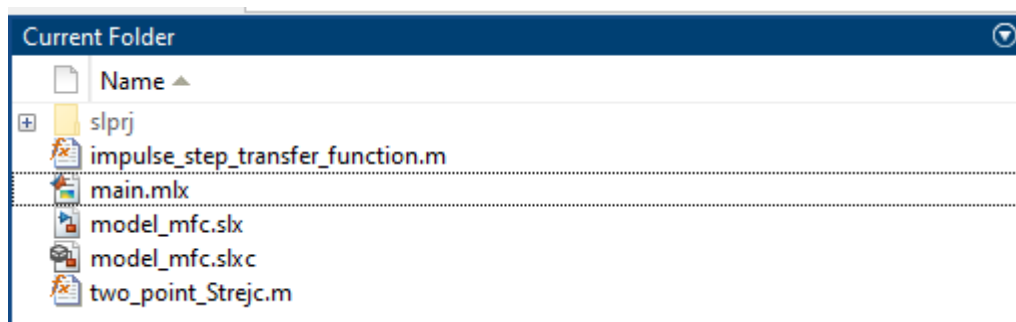 Current Folder
Name
slprj
impulse_step_transfer_function.m
main.mlx
model_mfc.slx
model_mfc.slxc
two_point_Strejc.m